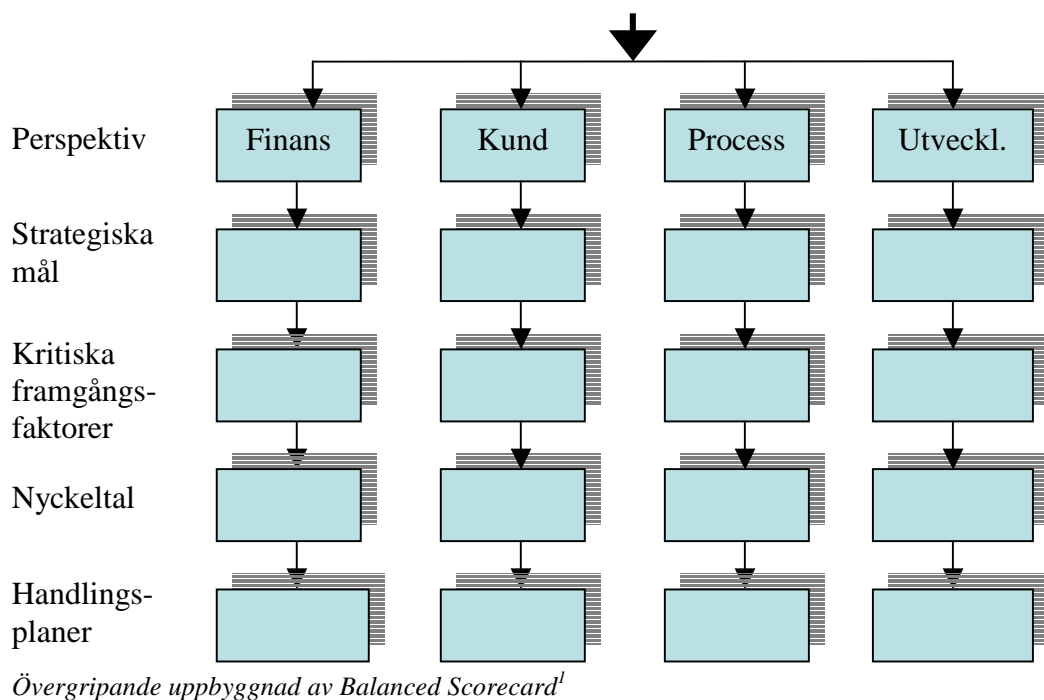 Perspektiv
Finans
Kund
Process
Utveckl.
Strategiska
mål
Kritiska
framgångs-
faktorer
Nyckeltal
Handlings-
planer
Övergripande uppbyggnad av Balanced Scorecard¹